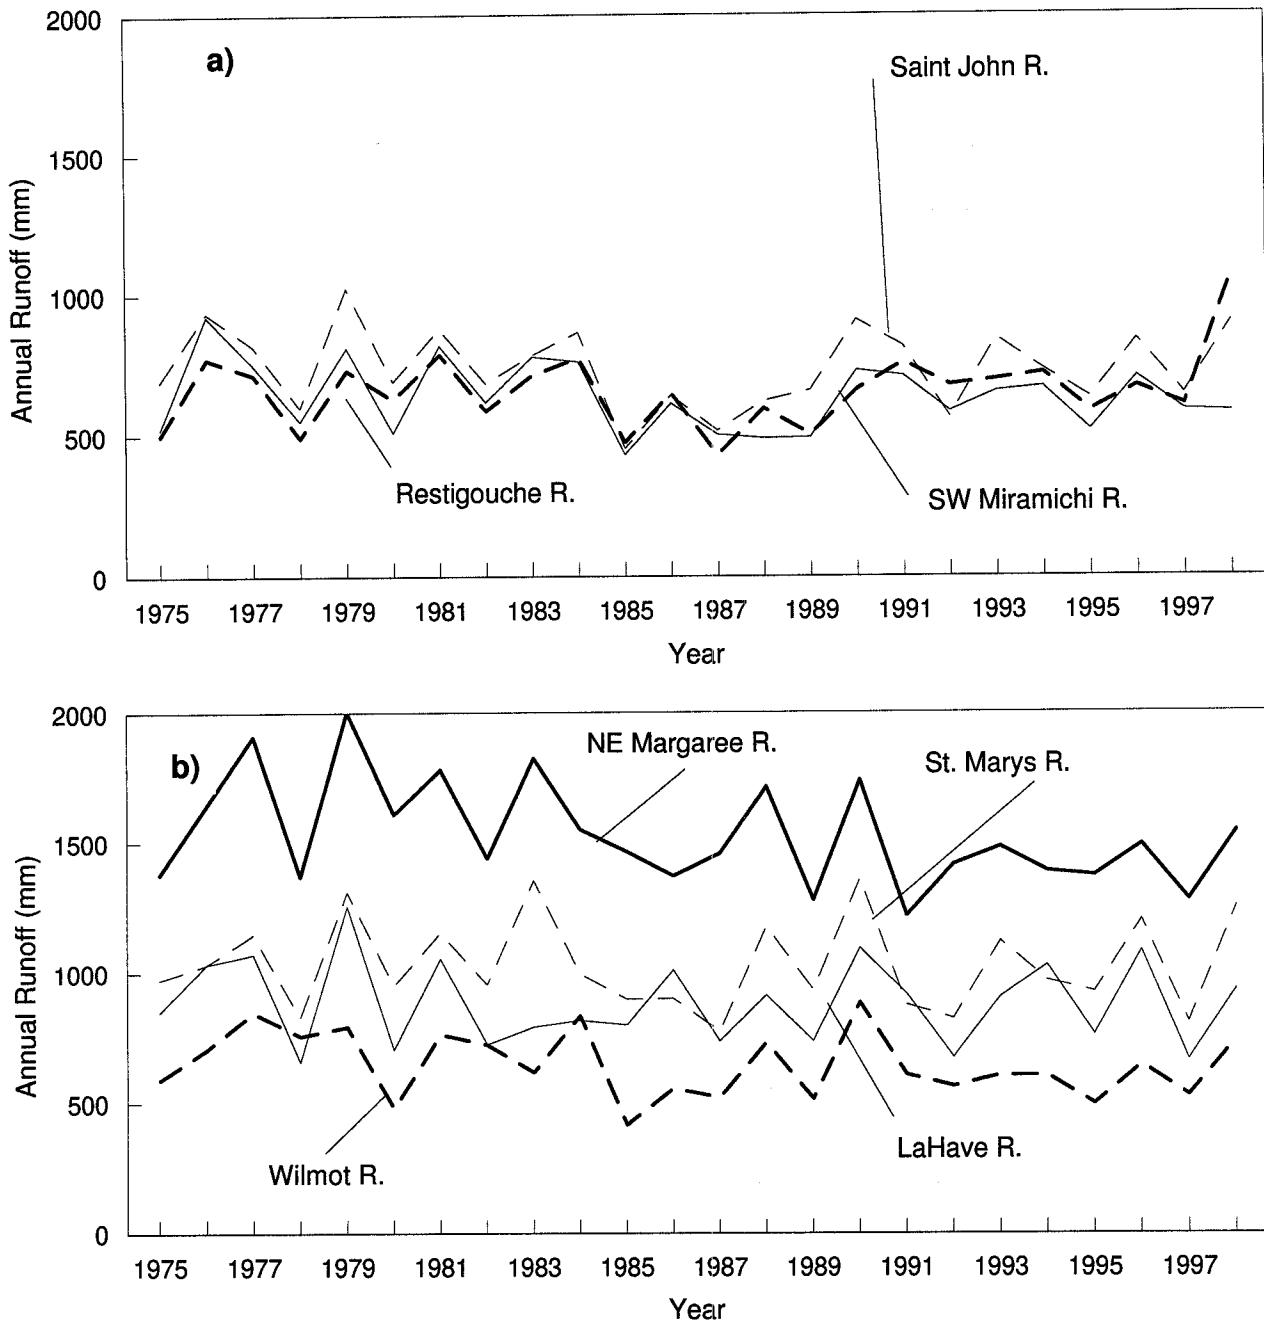 2000
a)
Saint John R.
1500
Annual Runoff (mm)
1000
500
Restigouche R.
SW Miramichi R.
0
1975 1977 1979 1981 1983 1985 1987 1989 1991 1993 1995 1997
Year
2000
NE Margaree R.
b)
St. Marys R.
1500
Annual Runoff (mm)
1000
500
LaHave R.
Wilmot R.
0
1975 1977 1979 1981 1983 1985 1987 1989 1991 1993 1995 1997
Year